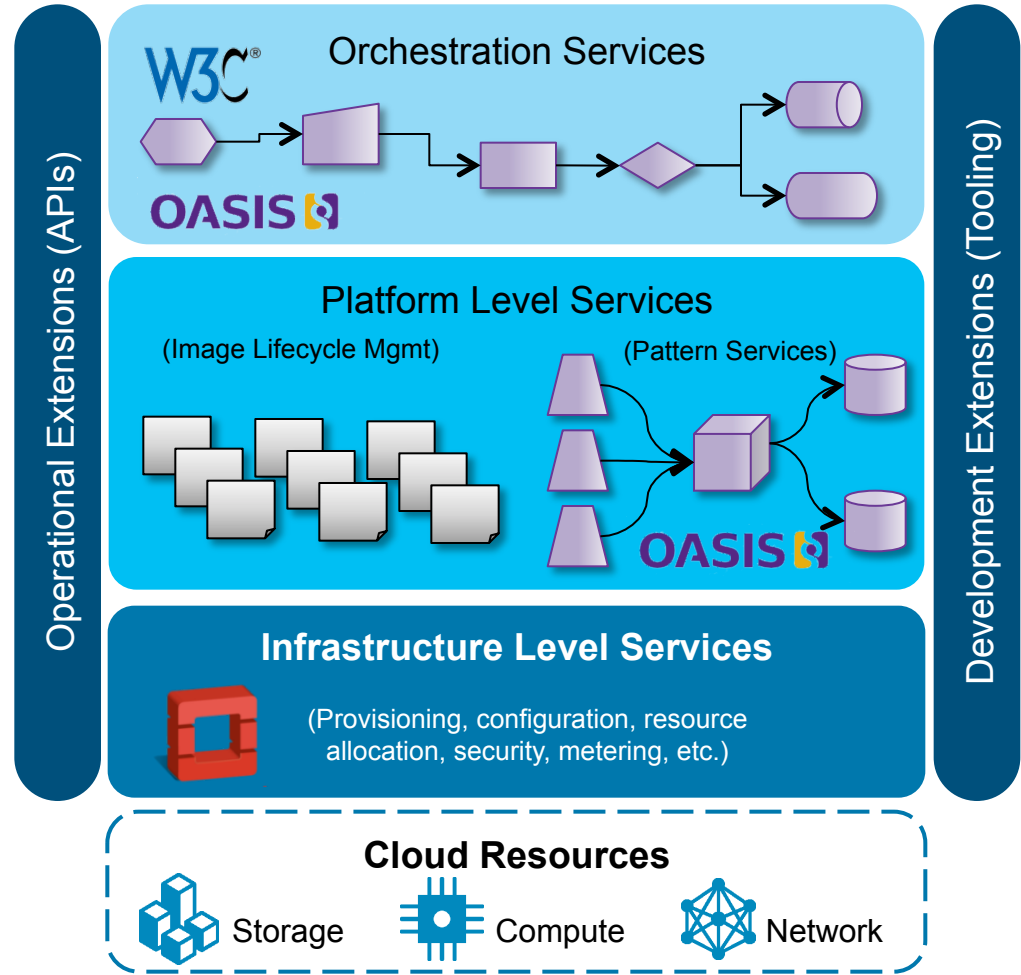 Operational Extensions (APIs)
W3C®
Orchestration Services
OASIS
Platform Level Services
(Image Lifecycle Mgmt)
(Pattern Services)
OASIS
Infrastructure Level Services
(Provisioning, configuration, resource
allocation, security, metering, etc.)
Cloud Resources
Storage
Compute
Network
Development Extensions (Tooling)